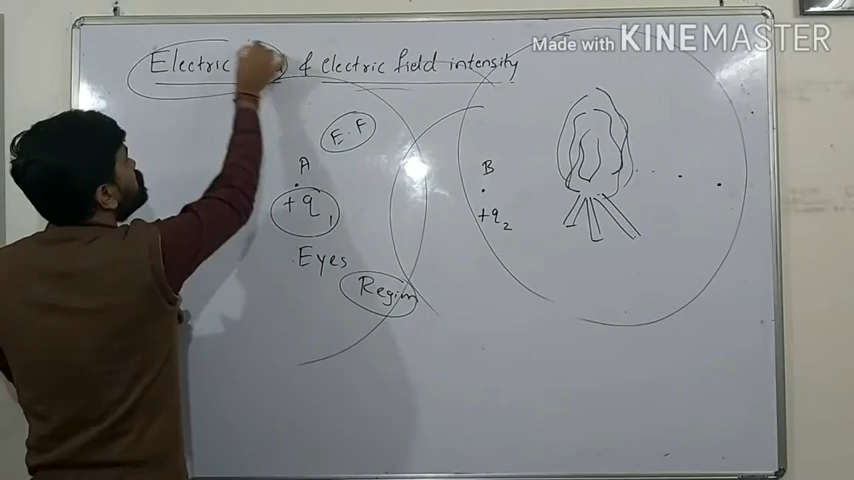 Made with KINEMASTER
Electric & electric field intensity
E.F
A
B
+q1
+q2
Eyes
Region